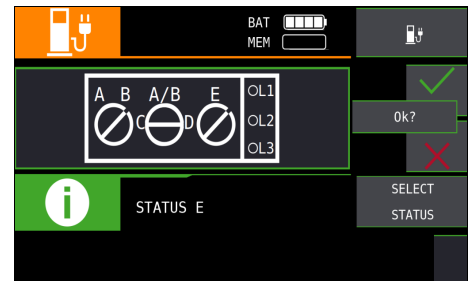 BAT
MEM
A B A/B E
C D
OL1
OL2
OL3
Ok?
i
STATUS E
SELECT
STATUS